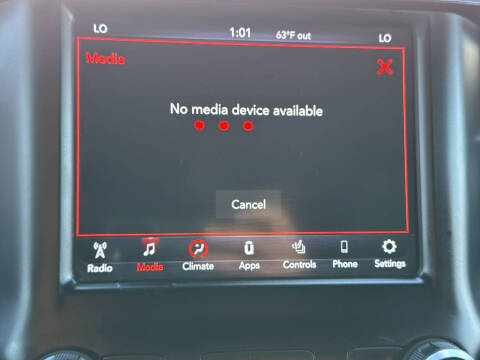 LO 1:01 63°F out LO
Media
No media device available
Cancel
Radio Media Climate Apps Controls Phone Settings